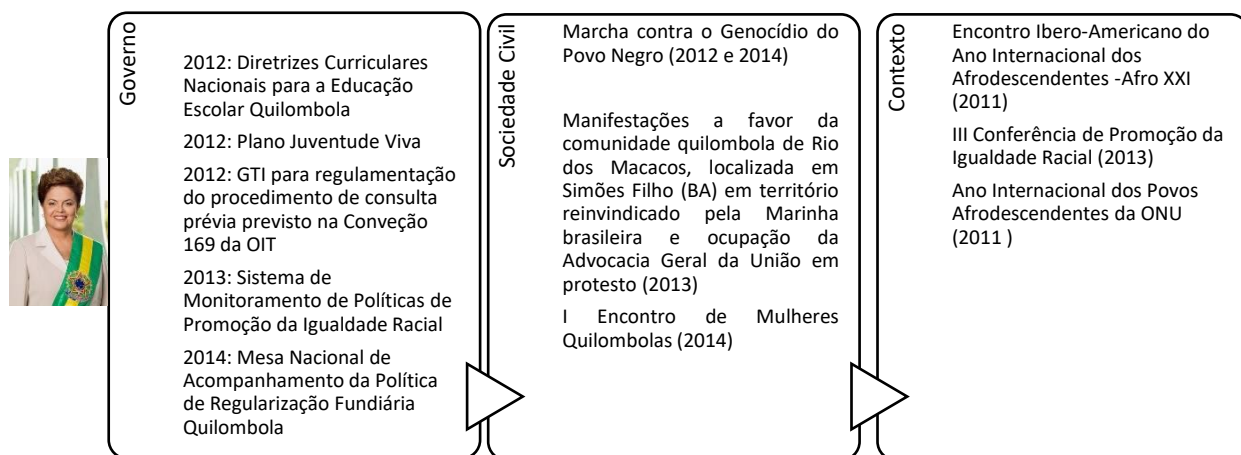 Governo
2012: Diretrizes Curriculares
Nacionais para a Educação
Escolar Quilombola
2012: Plano Juventude Viva
2012: GTI para regulamentação
do procedimento de consulta
prévia previsto na Conveção
169 da OIT
2013: Sistema de
Monitoramento de Políticas de
Promoção da Igualdade Racial
2014: Mesa Nacional de
Acompanhamento da Política
de Regularização Fundiária
Quilombola
Sociedade Civil
Marcha contra o Genocídio do
Povo Negro (2012 e 2014)
Manifestações a favor da
comunidade quilombola de Rio
dos Macacos, localizada em
Simões Filho (BA) em território
reinvindicado pela Marinha
brasileira e ocupação da
Advocacia Geral da União em
protesto (2013)
I Encontro de Mulheres
Quilombolas (2014)
Contexto
Encontro Ibero-Americano do
Ano Internacional dos
Afrodescendentes -Afro XXI
(2011)
III Conferência de Promoção da
Igualdade Racial (2013)
Ano Internacional dos Povos
Afrodescendentes da ONU
(2011 )